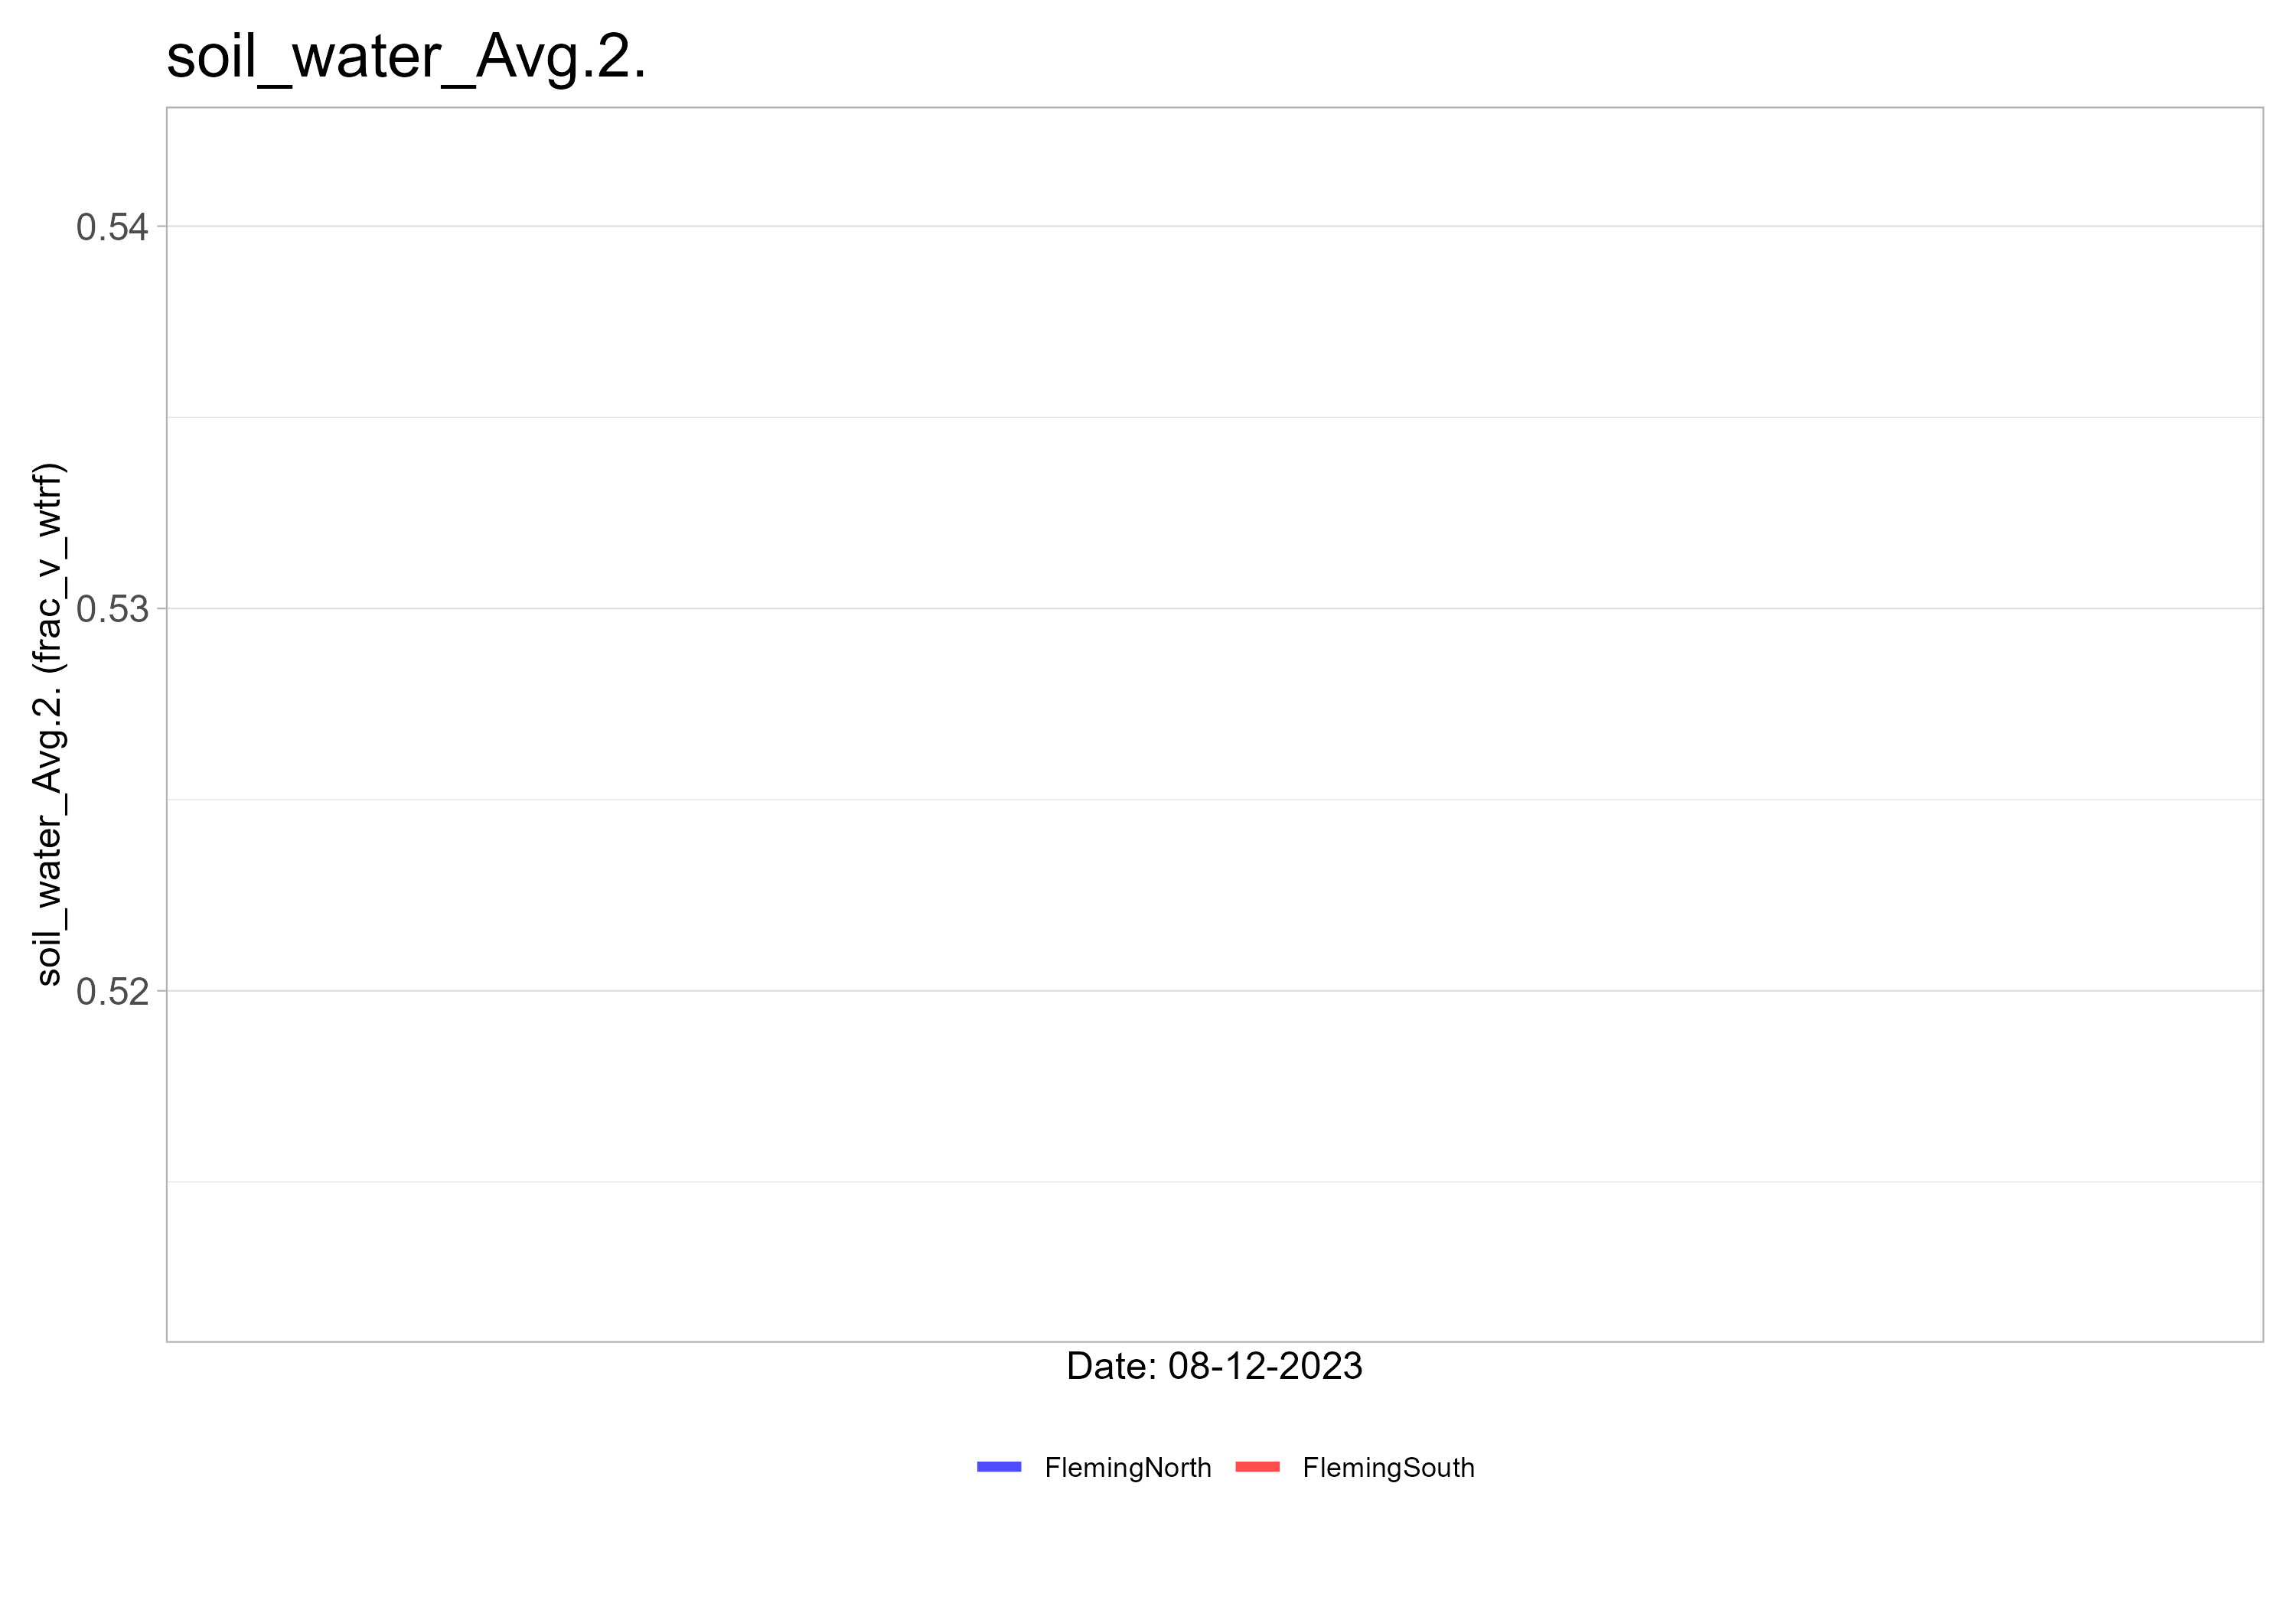 soil_water_Avg.2.
soil_water_Avg.2. (frac_v_wtrf)
0.54
0.53
0.52
Date: 08-12-2023
FlemingNorth FlemingSouth